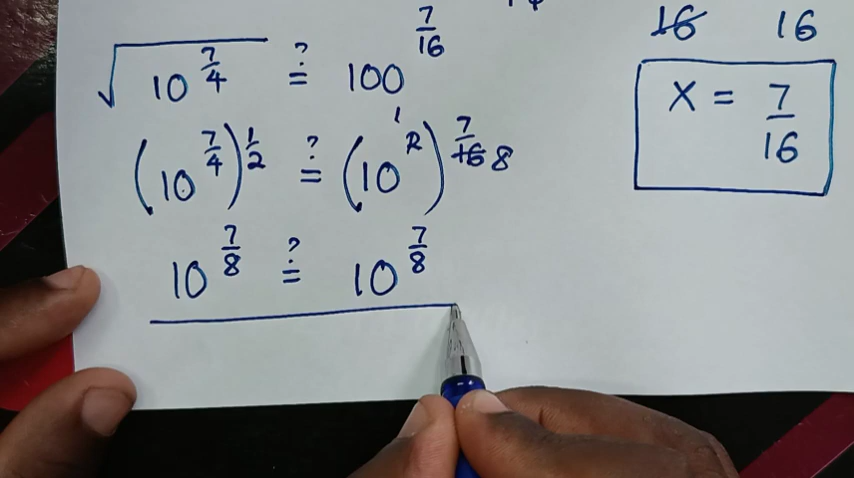 √(10^(7/4)) ≟ 100^(7/16)
(10^(7/4))^(1/2) ≟ (10^2)^(7/16) 1 8
10^(7/8) ≟ 10^(7/8)
16 16
x = 7/16